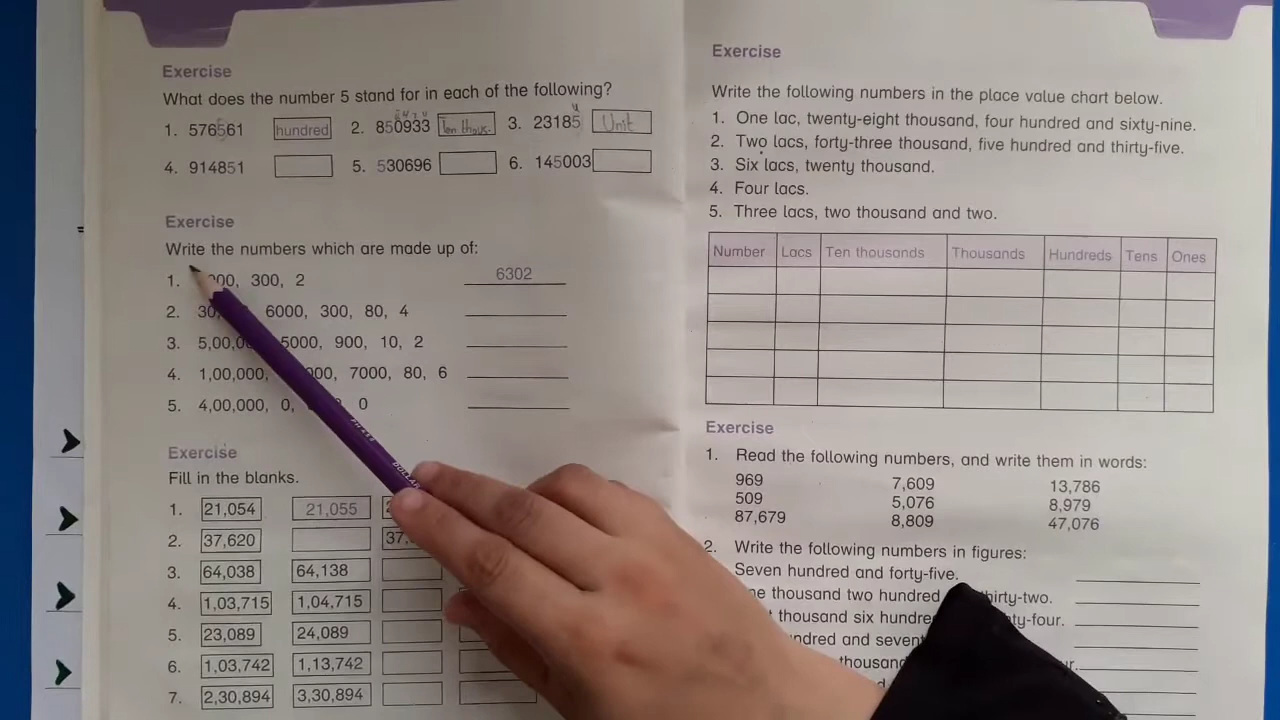 Exercise
What does the number 5 stand for in each of the following?
1. 576561 hundred 2. 850933 Ten thous. 3. 23185 Unit
4. 914851 5. 530696 6. 145003
Exercise
Write the numbers which are made up of:
1. 300, 2 6302
2. 6000, 300, 80, 4
3. 5000, 900, 10, 2
4. 1,00,000, 7000, 80, 6
5. 4,00,000, 0, 0
Exercise
Fill in the blanks.
1. 21,054 21,055
2. 37,620
3. 64,038 64,138
4. 1,03,715 1,04,715
5. 23,089 24,089
6. 1,03,742 1,13,742
7. 2,30,894 3,30,894
Exercise
Write the following numbers in the place value chart below.
1. One lac, twenty-eight thousand, four hundred and sixty-nine.
2. Two lacs, forty-three thousand, five hundred and thirty-five.
3. Six lacs, twenty thousand.
4. Four lacs.
5. Three lacs, two thousand and two.
Number Lacs Ten thousands Thousands Hundreds Tens Ones
Exercise
1. Read the following numbers, and write them in words:
969 7,609 13,786
509 5,076 8,979
87,679 8,809 47,076
2. Write the following numbers in figures:
Seven hundred and forty-five.
thousand two hundred thirty-two.
thousand six
and